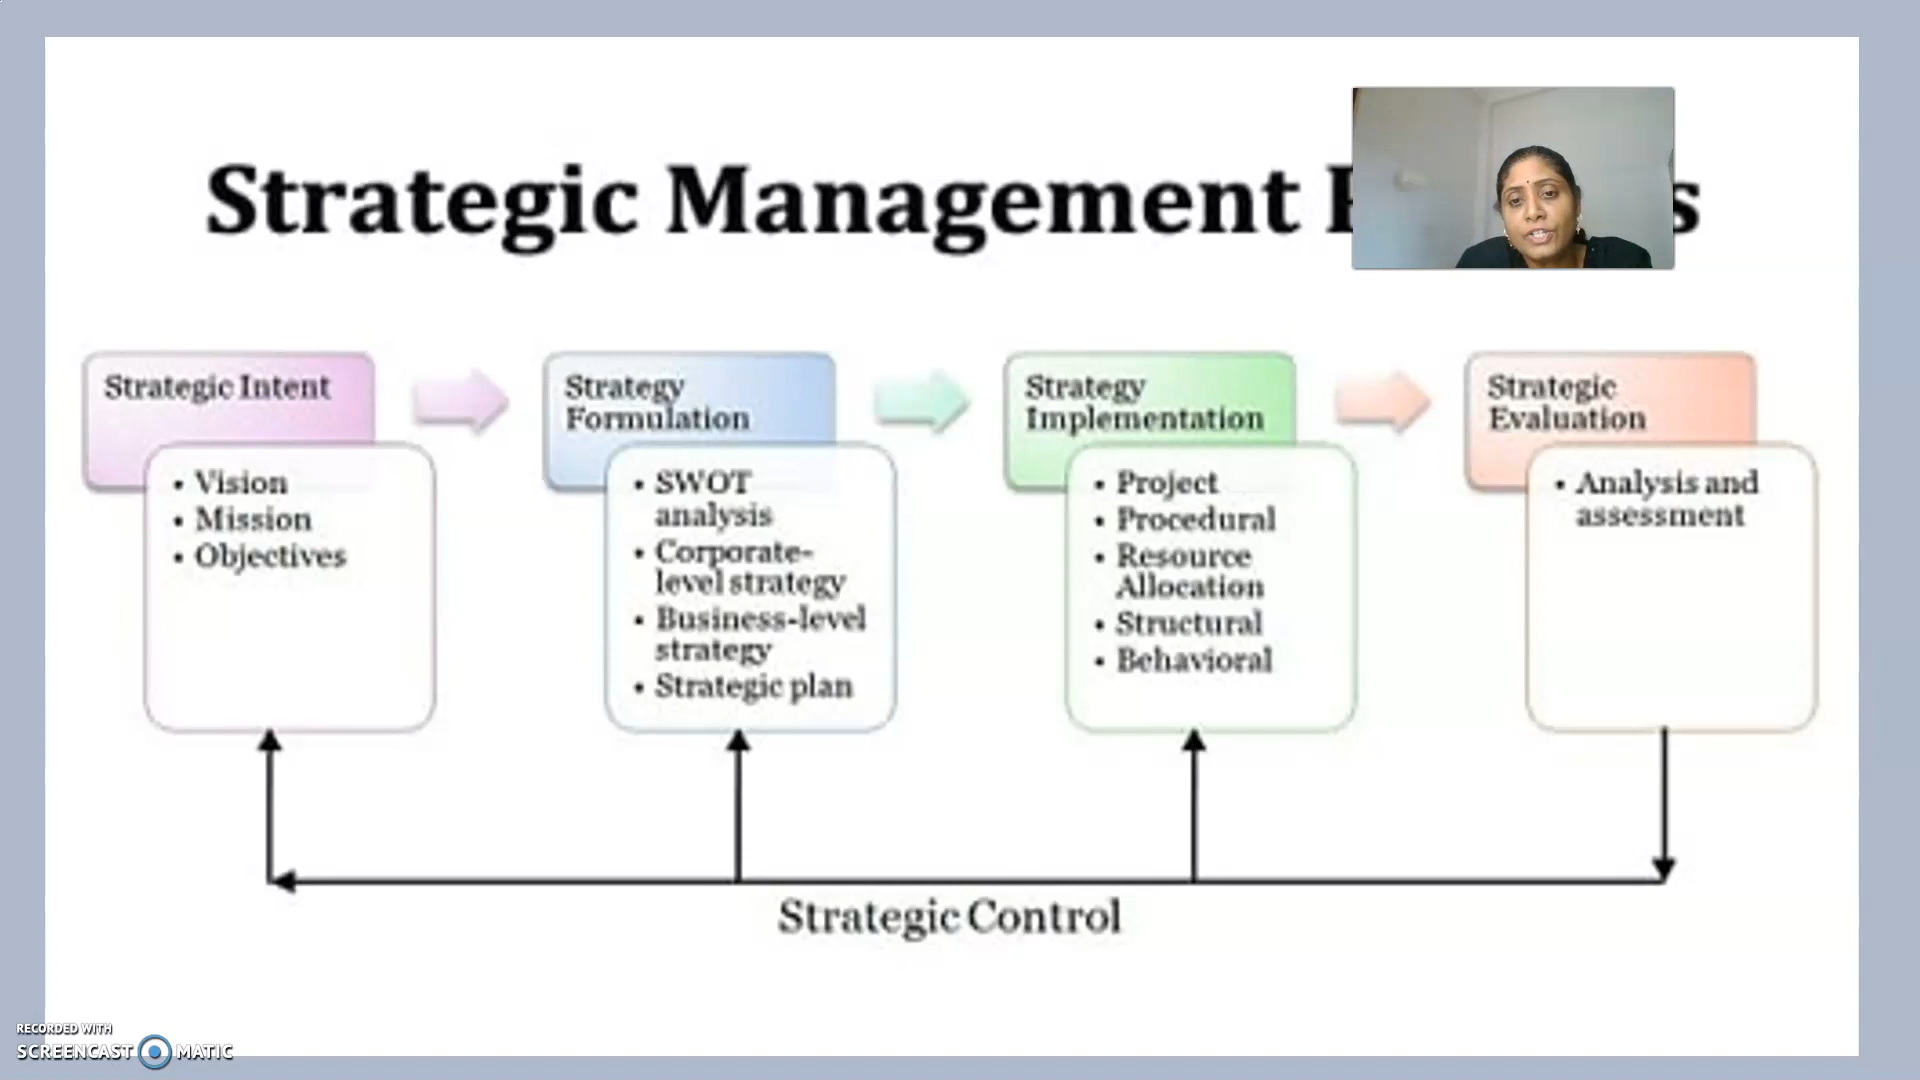 Strategic Management
Strategic Intent
• Vision
• Mission
• Objectives
Strategy
Formulation
• SWOT
analysis
• Corporate-
level strategy
• Business-level
strategy
• Strategic plan
Strategy
Implementation
• Project
• Procedural
• Resource
Allocation
• Structural
• Behavioral
Strategic
Evaluation
• Analysis and
assessment
Strategic Control
RECORDED WITH
SCREENCAST MATIC